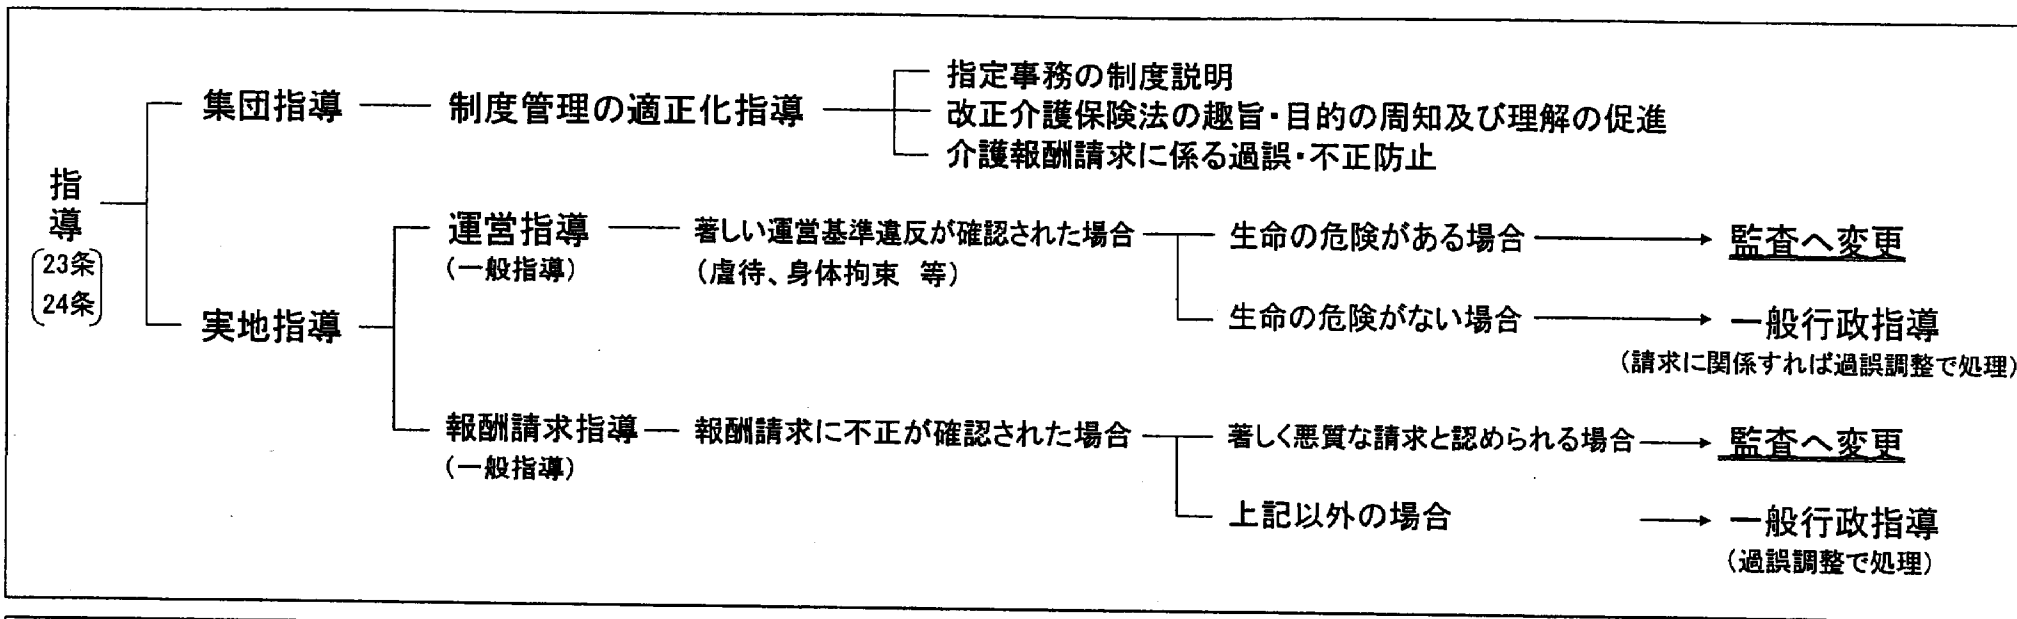 指導
23条
24条
集団指導
制度管理の適正化指導
指定事務の制度説明
改正介護保険法の趣旨・目的の周知及び理解の促進
介護報酬請求に係る過誤・不正防止
実地指導
運営指導
(一般指導)
著しい運営基準違反が確認された場合
(虐待、身体拘束 等)
生命の危険がある場合
監査へ変更
生命の危険がない場合
一般行政指導
(請求に関係すれば過誤調整で処理)
報酬請求指導
(一般指導)
報酬請求に不正が確認された場合
著しく悪質な請求と認められる場合
監査へ変更
上記以外の場合
一般行政指導
(過誤調整で処理)